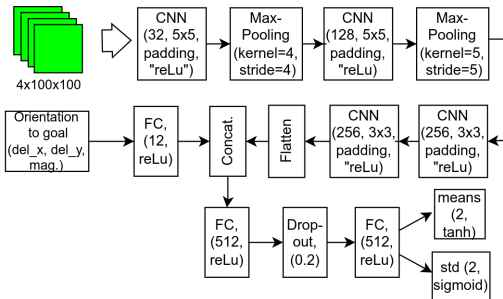 4x100x100
CNN
(32, 5x5,
padding,
"reLu")
Max-
Pooling
(kernel=4,
stride=4)
CNN
(128, 5x5,
padding,
"reLu)
Max-
Pooling
(kernel=5,
stride=5)
Orientation
to goal
(del_x, del_y,
mag.)
FC,
(12,
reLu)
Concat.
Flatten
CNN
(256, 3x3,
padding,
"reLu)
CNN
(256, 3x3,
padding,
"reLu)
FC,
(512,
reLu)
Drop-
out,
(0.2)
FC,
(512,
reLu)
means
(2,
tanh)
std (2,
sigmoid)